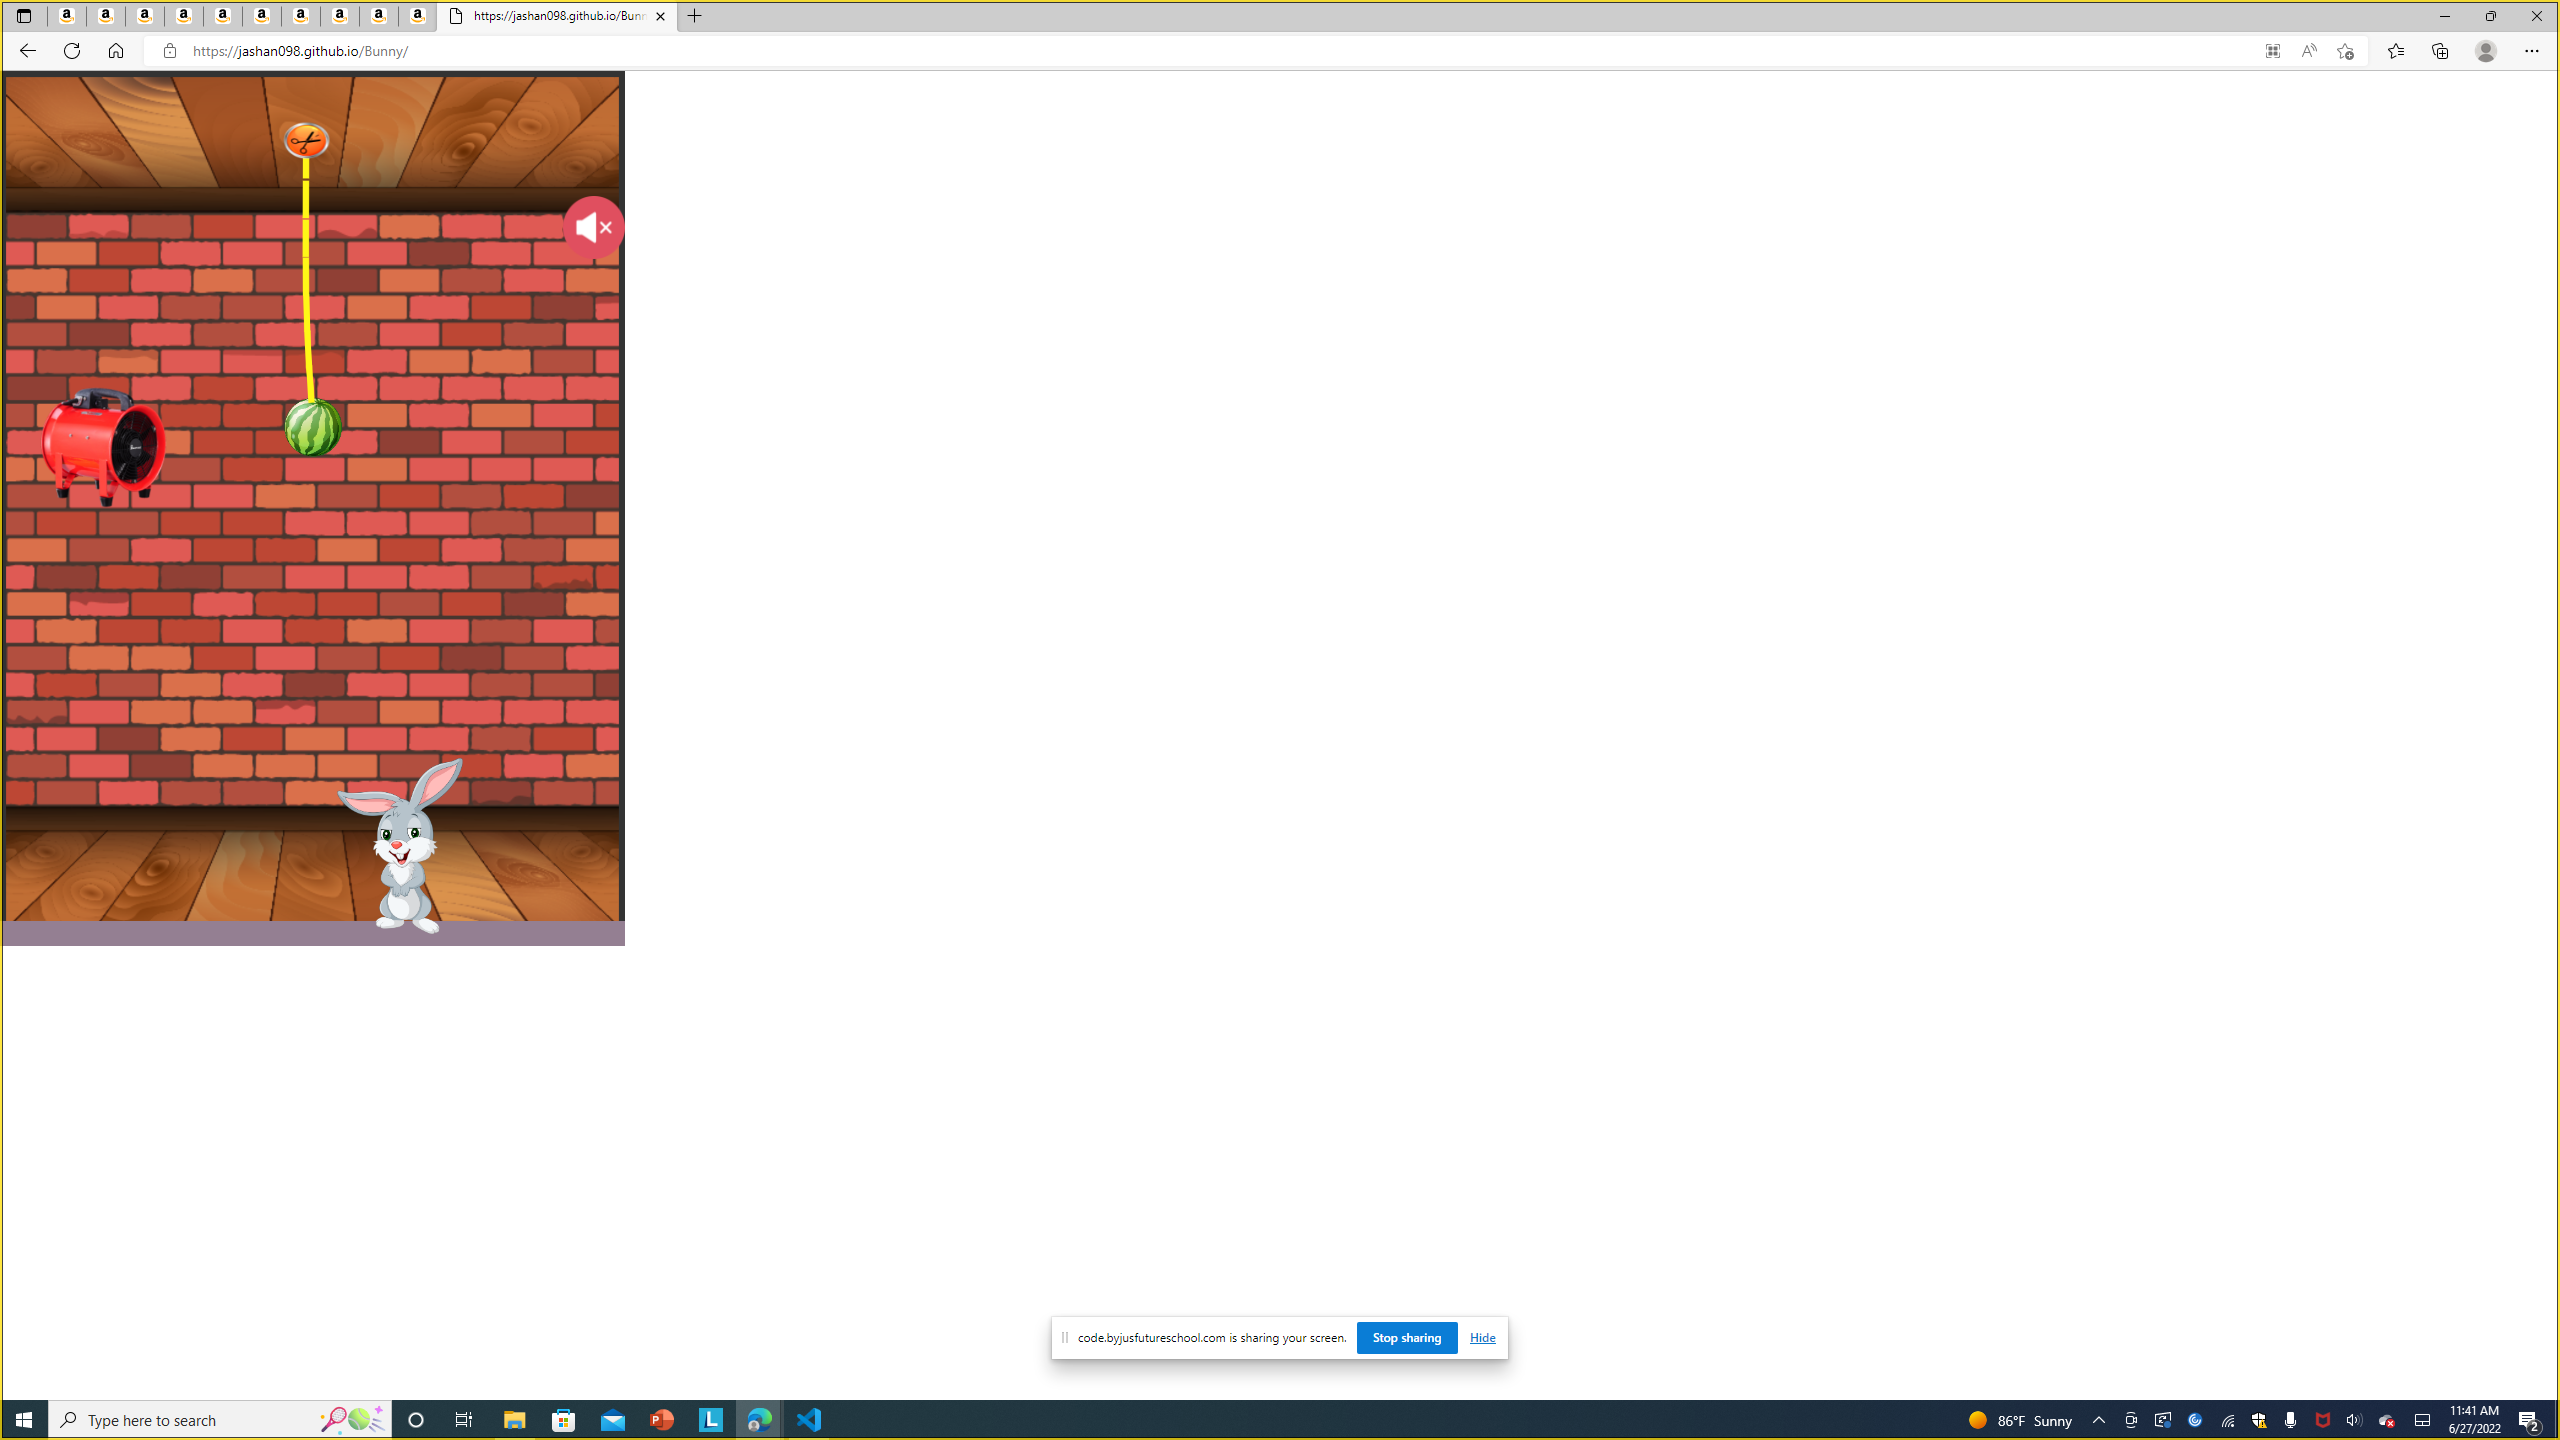 https://jashan098.github.io/Bunn
https://jashan098.github.io/Bunny/
code.byjusfutureschool.com is sharing your screen.
Stop sharing
Hide
Type here to search
86°F Sunny
11:41 AM
6/27/2022
2